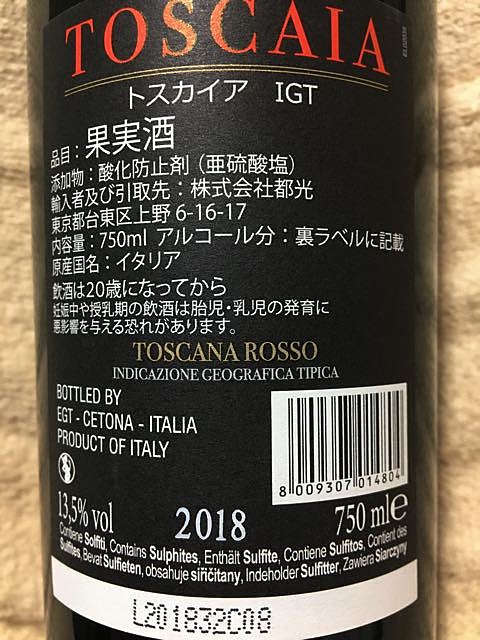 TOSCAIA
トスカイア IGT
品目：果実酒
添加物：酸化防止剤（亜硫酸塩）
輸入者及び引取先：株式会社都光
東京都台東区上野6-16-17
内容量：750ml アルコール分：裏ラベルに記載
原産国名：イタリア
飲酒は20歳になってから
妊娠中や授乳期の飲酒は胎児・乳児の発育に
悪影響を与える恐れがあります。
TOSCANA ROSSO
INDICAZIONE GEOGRAFICA TIPICA
BOTTLED BY
EGT - CETONA - ITALIA
PRODUCT OF ITALY
8 009307 014804
13,5% vol 2018 750 ml e
Contiene Solfiti, Contains Sulphites, Enthält Sulfite, Contiene Sulfitos, Contient des
Sulfites, Bevat Sulfieten, obsahuje siřičitany, Indeholder Sulfitter, Zawiera Siarczyny
L201832C08